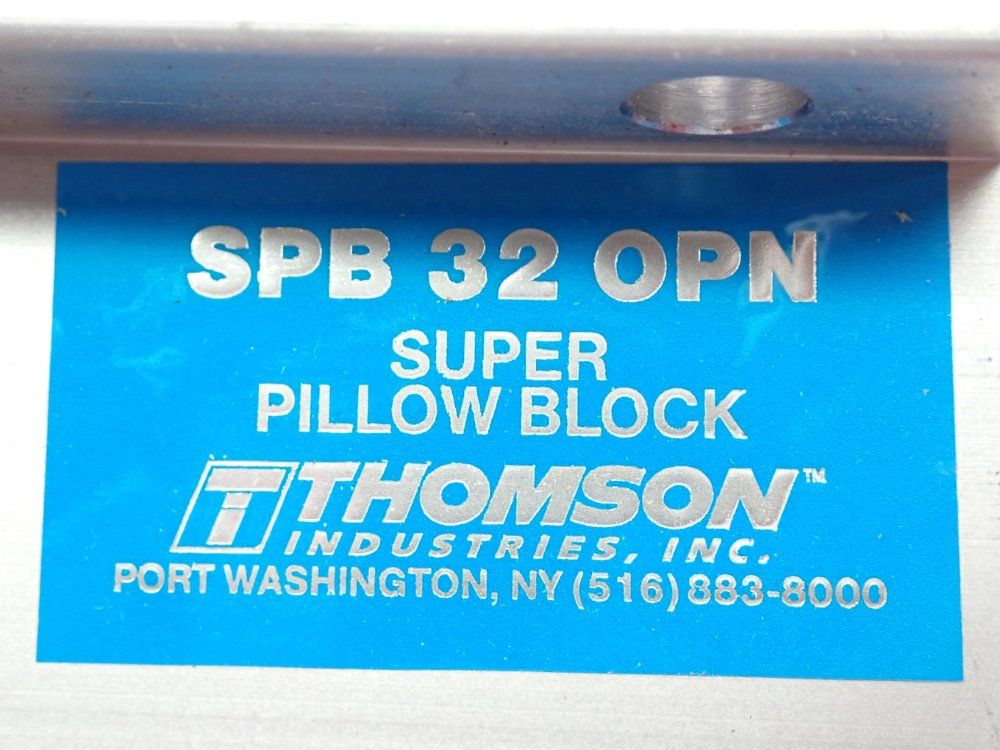 SPB 32 OPN
SUPER
PILLOW BLOCK
T THOMSON™
INDUSTRIES, INC.
PORT WASHINGTON, NY (516) 883-8000